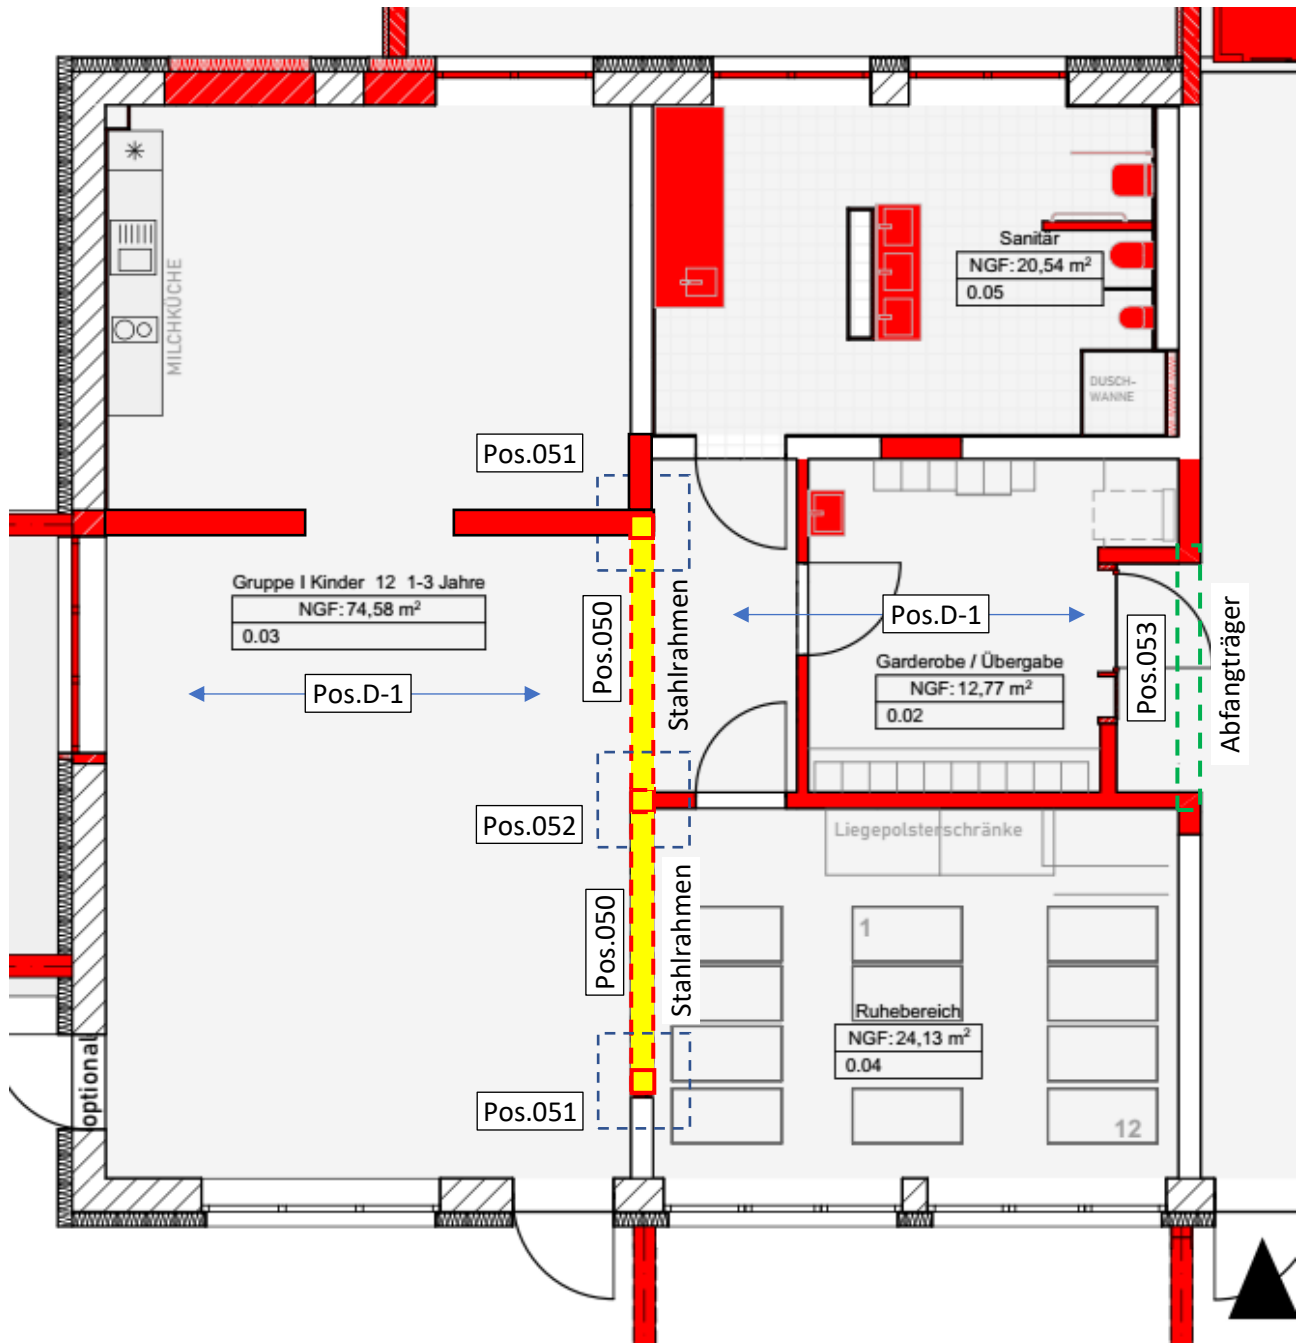 Sanitär
NGF: 20,54 m²
0.05
MILCHKÜCHE
DUSCH-
WANNE
Pos.051
Gruppe I Kinder 12 1-3 Jahre
NGF: 74,58 m²
0.03
Pos.050
Stahlrahmen
Pos.D-1
Pos.D-1
Garderobe / Übergabe
NGF: 12,77 m²
0.02
Pos.053
Abfangträger
Pos.052
Liegepolsterschränke
Pos.050
Stahlrahmen
1
Ruhebereich
NGF: 24,13 m²
0.04
optional
Pos.051
12